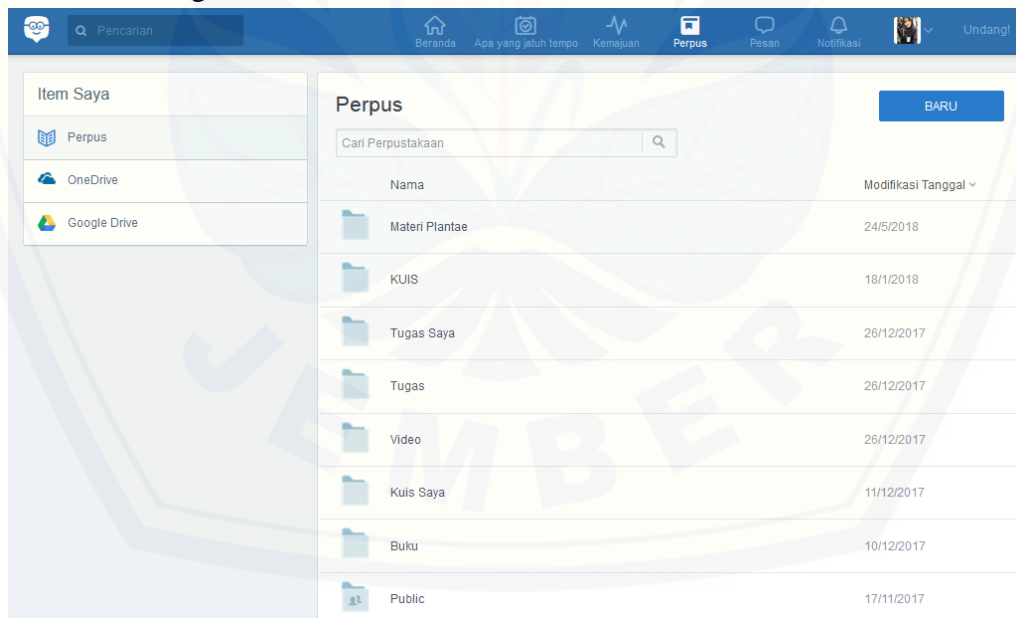 Pencarian
Beranda Apa yang jatuh tempo Kemajuan Perpus Pesan Notifikasi Undang!
Item Saya
Perpus
OneDrive
Google Drive
Perpus
BARU
Cari Perpustakaan
Nama Modifikasi Tanggal
Materi Plantae 24/5/2018
KUIS 18/1/2018
Tugas Saya 26/12/2017
Tugas 26/12/2017
Video 26/12/2017
Kuis Saya 11/12/2017
Buku 10/12/2017
Public 17/11/2017
JEMBER